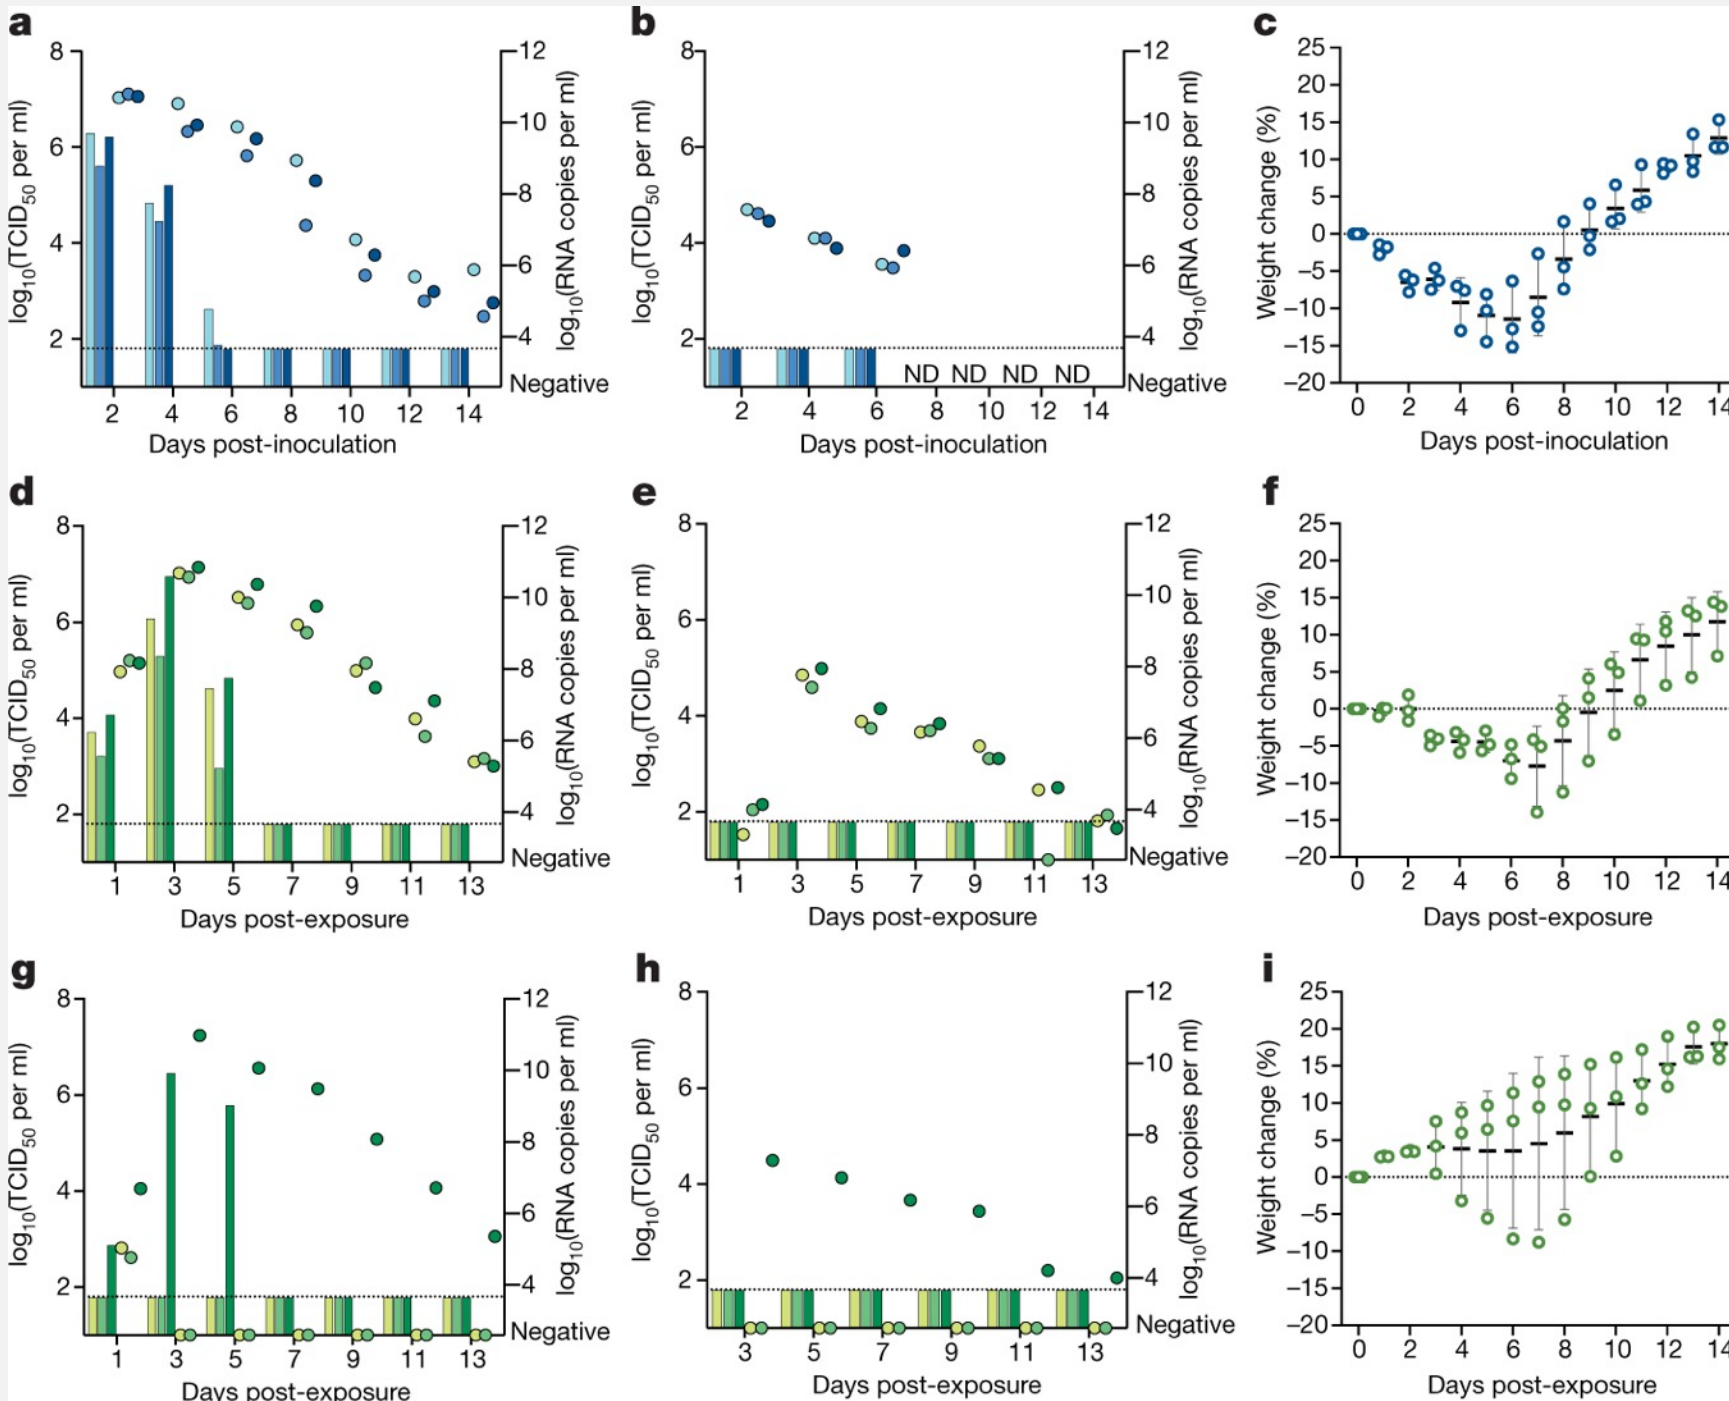 a
log10(TCID50 per ml)
8
6
4
2
12
10
8
6
4
Negative
log10(RNA copies per ml)
2 4 6 8 10 12 14
Days post-inoculation
b
log10(TCID50 per ml)
8
6
4
2
12
10
8
6
4
Negative
log10(RNA copies per ml)
ND ND ND ND
2 4 6 8 10 12 14
Days post-inoculation
c
Weight change (%)
25
20
15
10
5
0
−5
−10
−15
−20
0 2 4 6 8 10 12 14
Days post-inoculation
d
log10(TCID50 per ml)
8
6
4
2
12
10
8
6
4
Negative
log10(RNA copies per ml)
1 3 5 7 9 11 13
Days post-exposure
e
log10(TCID50 per ml)
8
6
4
2
12
10
8
6
4
Negative
log10(RNA copies per ml)
1 3 5 7 9 11 13
Days post-exposure
f
Weight change (%)
25
20
15
10
5
0
−5
−10
−15
−20
0 2 4 6 8 10 12 14
Days post-exposure
g
log10(TCID50 per ml)
8
6
4
2
12
10
8
6
4
Negative
log10(RNA copies per ml)
1 3 5 7 9 11 13
Days post-exposure
h
log10(TCID50 per ml)
8
6
4
2
12
10
8
6
4
Negative
log10(RNA copies per ml)
3 5 7 9 11 13
Days post-exposure
i
Weight change (%)
25
20
15
10
5
0
−5
−10
−15
−20
0 2 4 6 8 10 12 14
Days post-exposure